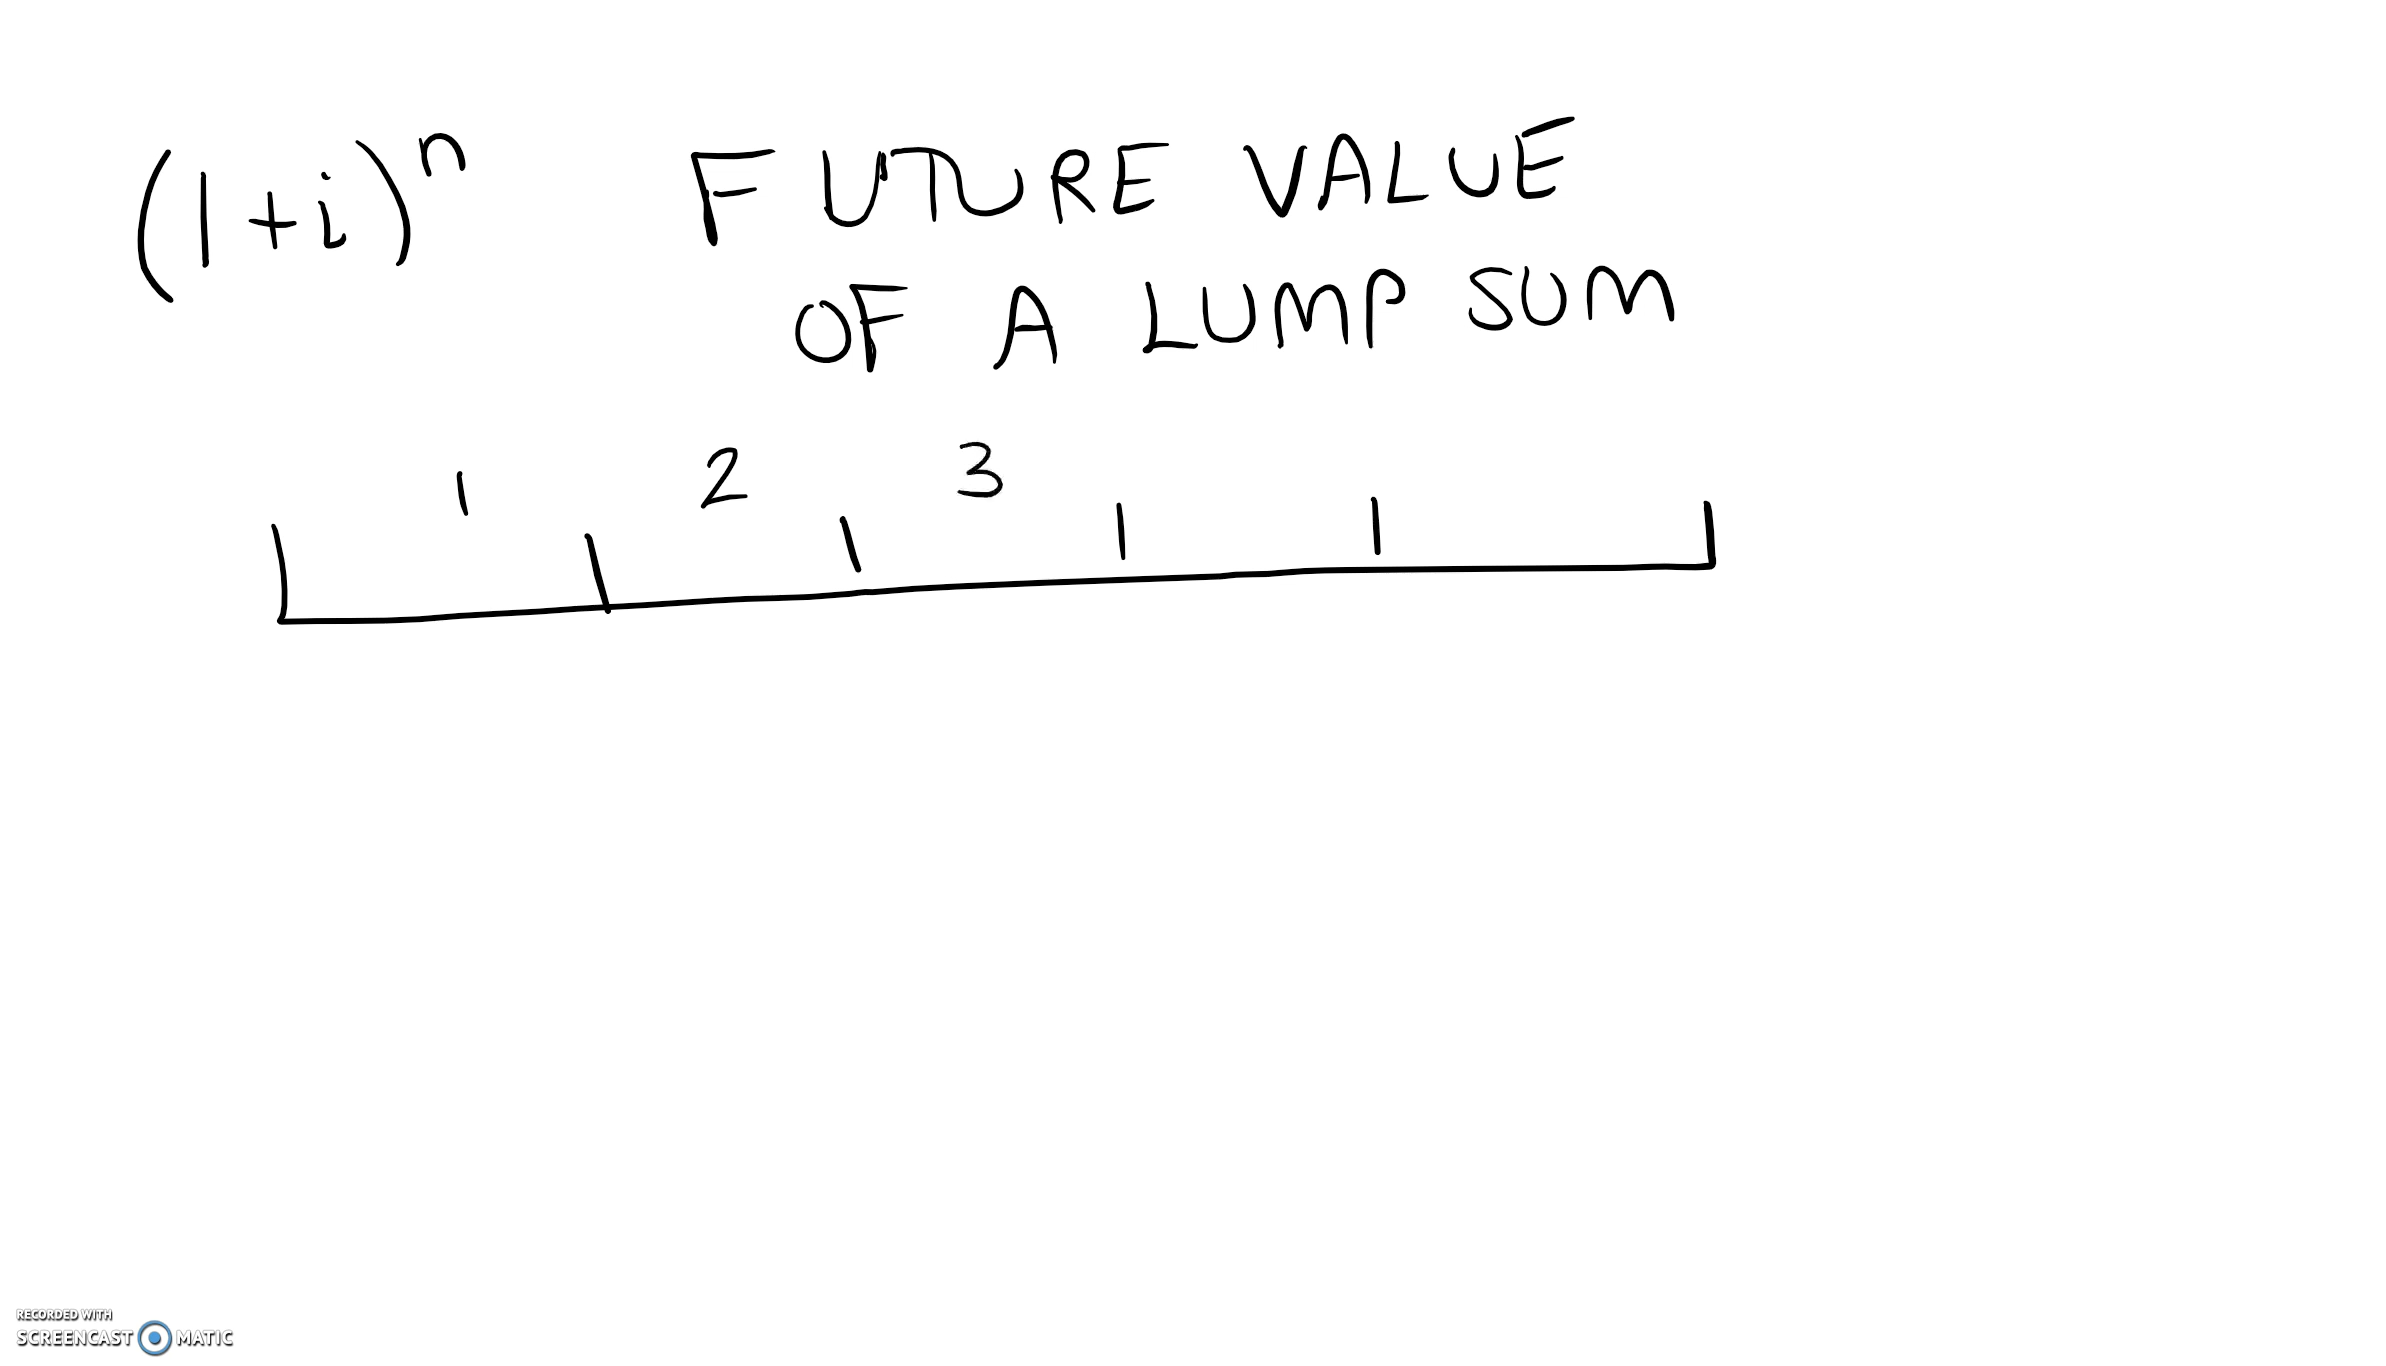 (1+i)^n FUTURE VALUE
OF A LUMP SUM
1 2 3
RECORDED WITH
SCREENCAST MATIC